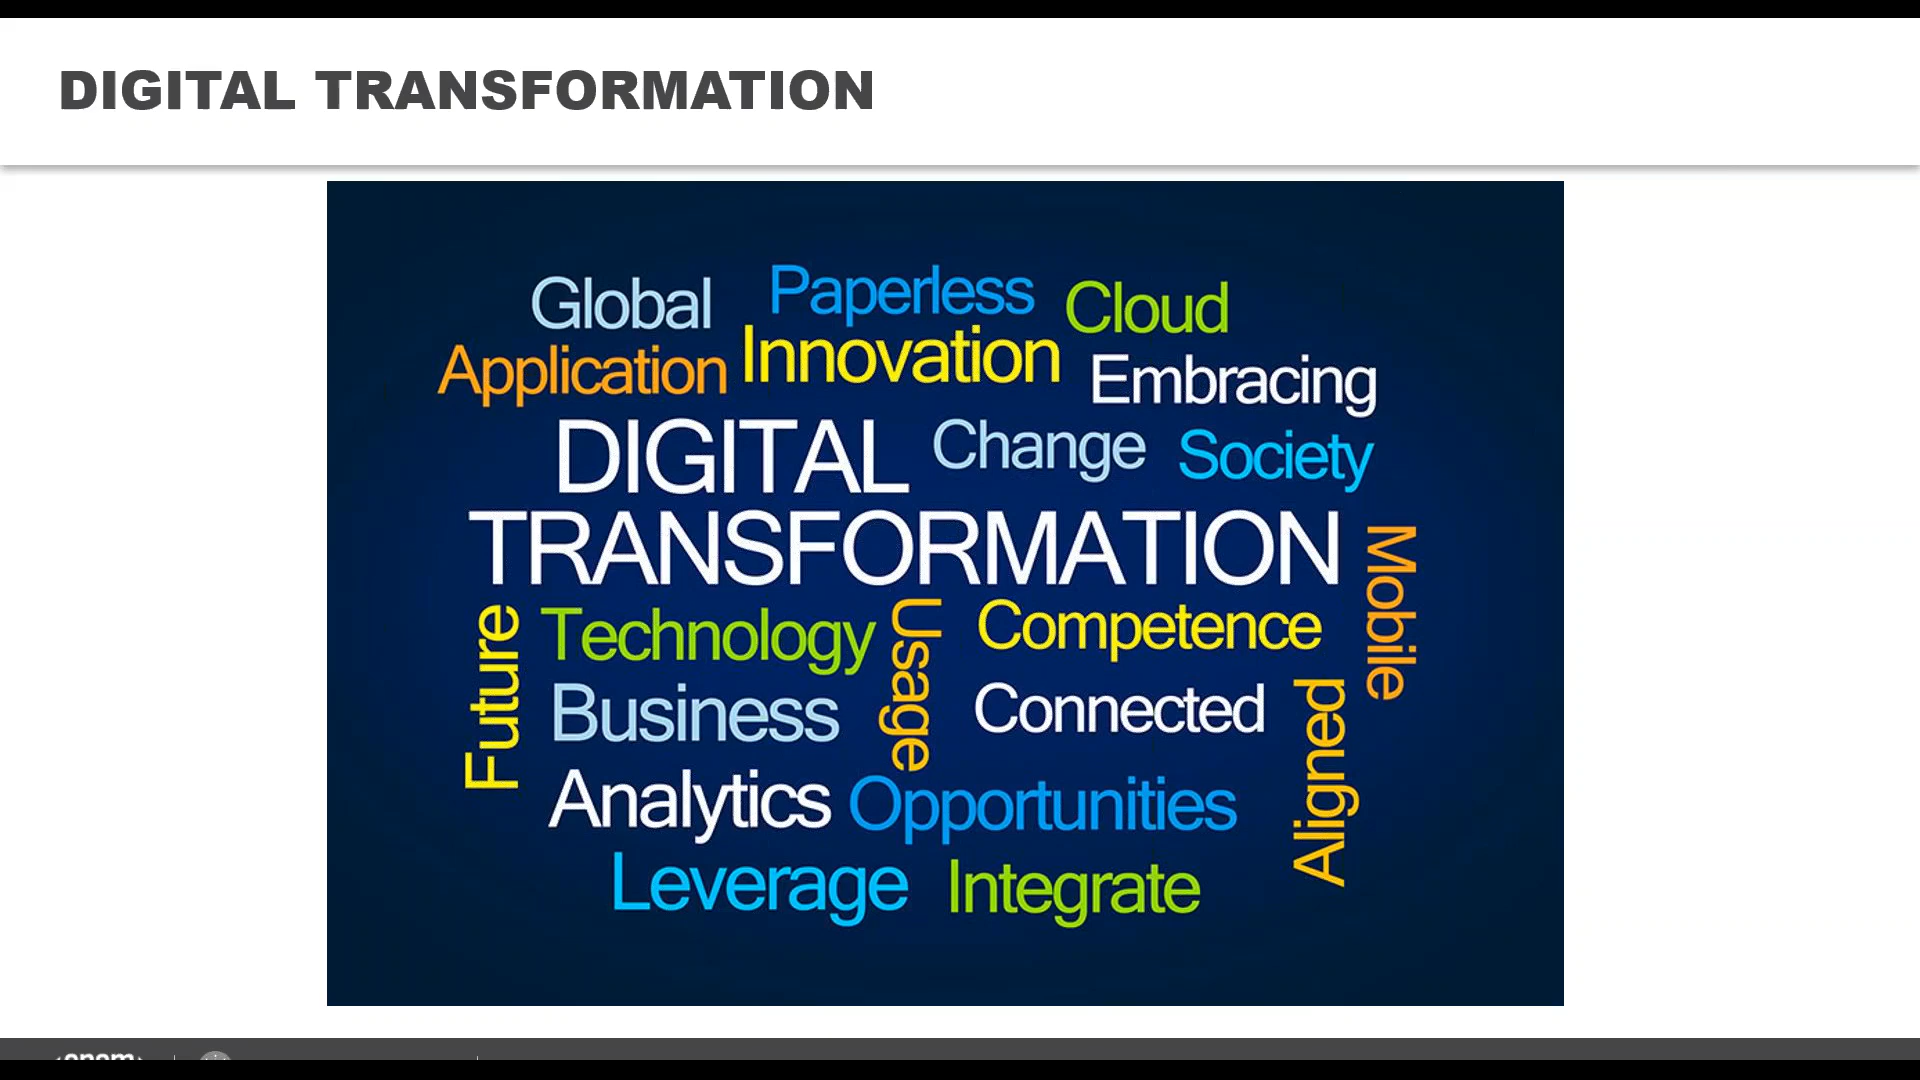 DIGITAL TRANSFORMATION
Global Paperless Cloud
Application Innovation Embracing
DIGITAL Change Society
TRANSFORMATION
Mobile
Future
Technology
Usage
Competence
Business
Connected
Aligned
Analytics Opportunities
Leverage Integrate